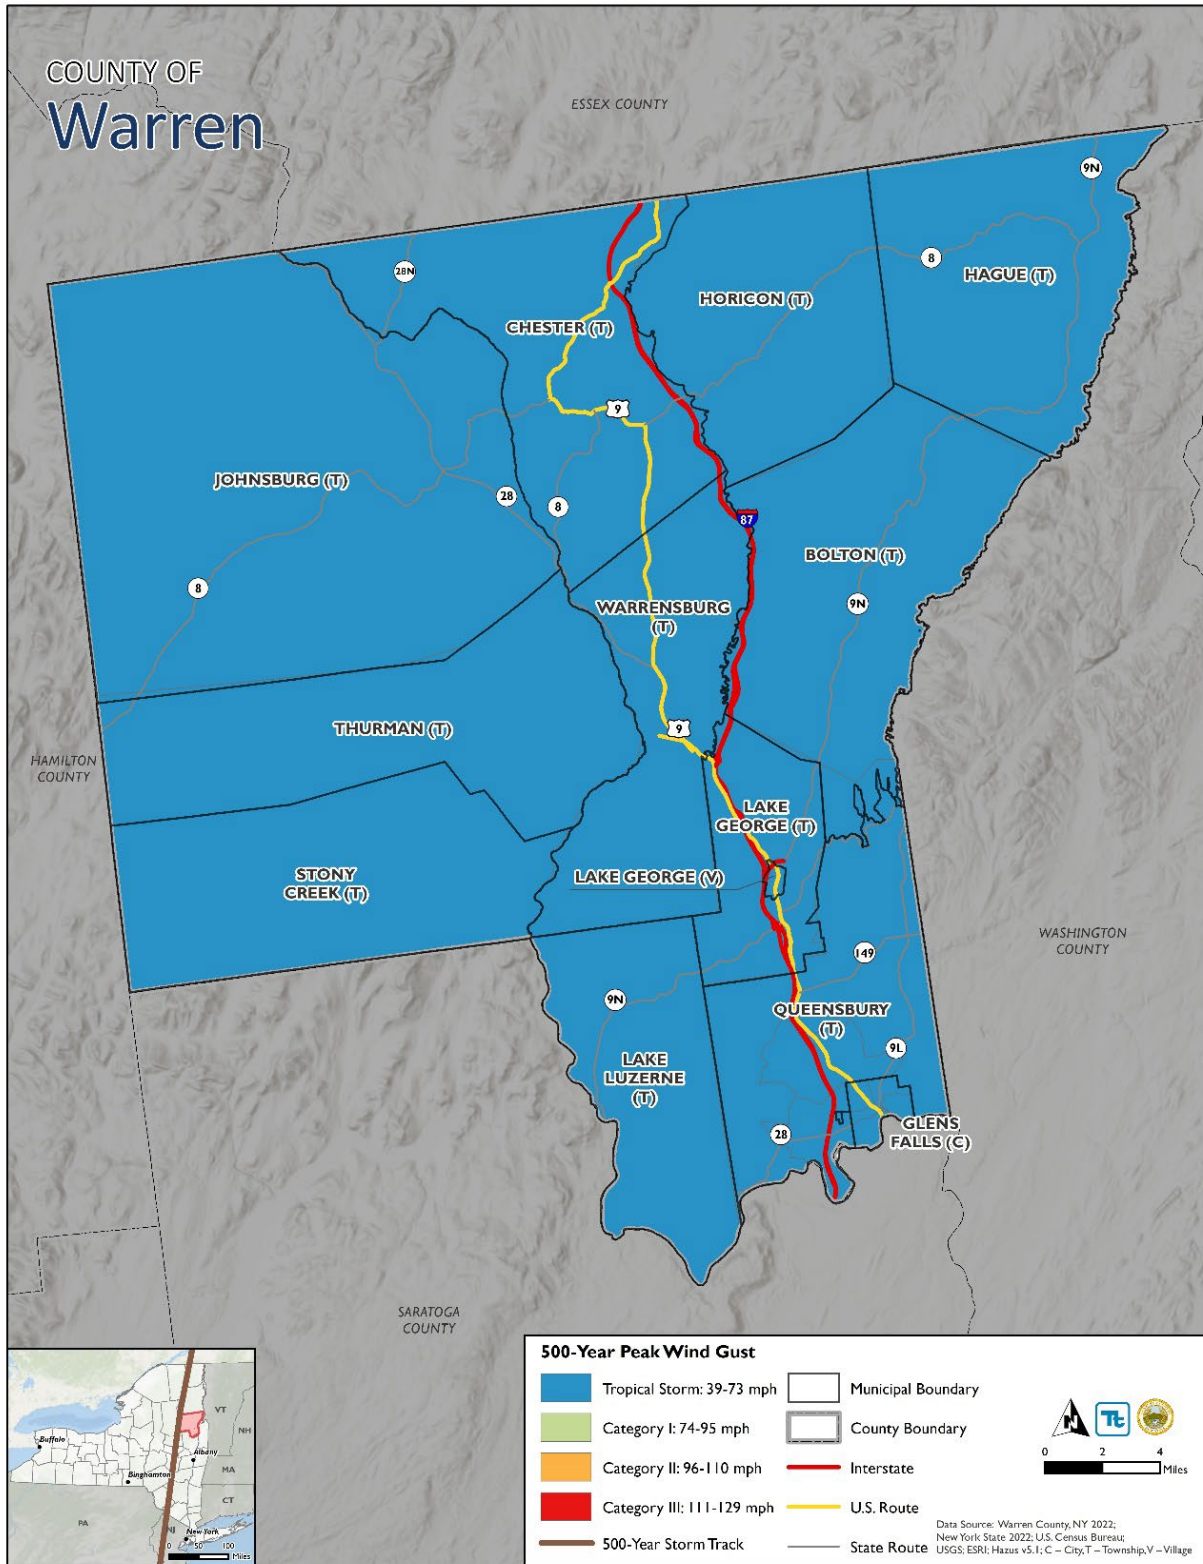 COUNTY OF
Warren
ESSEX COUNTY
9N
8
HAGUE (T)
28N
HORICON (T)
CHESTER (T)
9
JOHNSBURG (T)
28
8
87
BOLTON (T)
8
9N
WARRENSBURG
(T)
THURMAN (T)
9
HAMILTON
COUNTY
LAKE
GEORGE (T)
STONY
CREEK (T)
LAKE GEORGE (V)
WASHINGTON
COUNTY
149
9N
QUEENSBURY
(T)
LAKE
LUZERNE
(T)
9L
28
GLENS
FALLS (C)
SARATOGA
COUNTY
VT
NH
Buffalo
Albany
MA
Binghamton
CT
PA
NJ
New York
0 50 100
Miles
500-Year Peak Wind Gust
Tropical Storm: 39-73 mph
Category I: 74-95 mph
Category II: 96-110 mph
Category III: 111-129 mph
500-Year Storm Track
Municipal Boundary
County Boundary
Interstate
U.S. Route
State Route
N
Tt
0 2 4
Miles
Data Source: Warren County, NY 2022;
New York State 2022; U.S. Census Bureau;
USGS; ESRI; Hazus v5.1; C – City, T – Township, V – Village